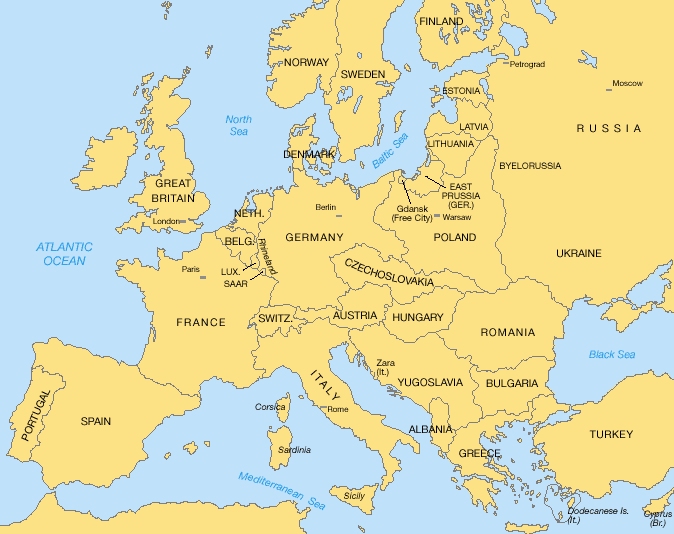 FINLAND
NORWAY
SWEDEN
Petrograd
Moscow
ESTONIA
North
Sea
Baltic Sea
LATVIA
RUSSIA
LITHUANIA
DENMARK
BYELORUSSIA
GREAT
BRITAIN
EAST
PRUSSIA
(GER.)
Gdansk
(Free City)
Warsaw
London
NETH.
Berlin
ATLANTIC
OCEAN
BELG.
Rhineland
GERMANY
POLAND
UKRAINE
Paris
LUX.
SAAR
CZECHOSLOVAKIA
FRANCE
SWITZ.
AUSTRIA
HUNGARY
ROMANIA
Black Sea
Zara
(It.)
ITALY
YUGOSLAVIA
BULGARIA
PORTUGAL
SPAIN
Corsica
Rome
ALBANIA
TURKEY
Sardinia
GREECE
Mediterranean Sea
Sicily
Dodecanese Is.
(It.)
Cyprus
(Br.)